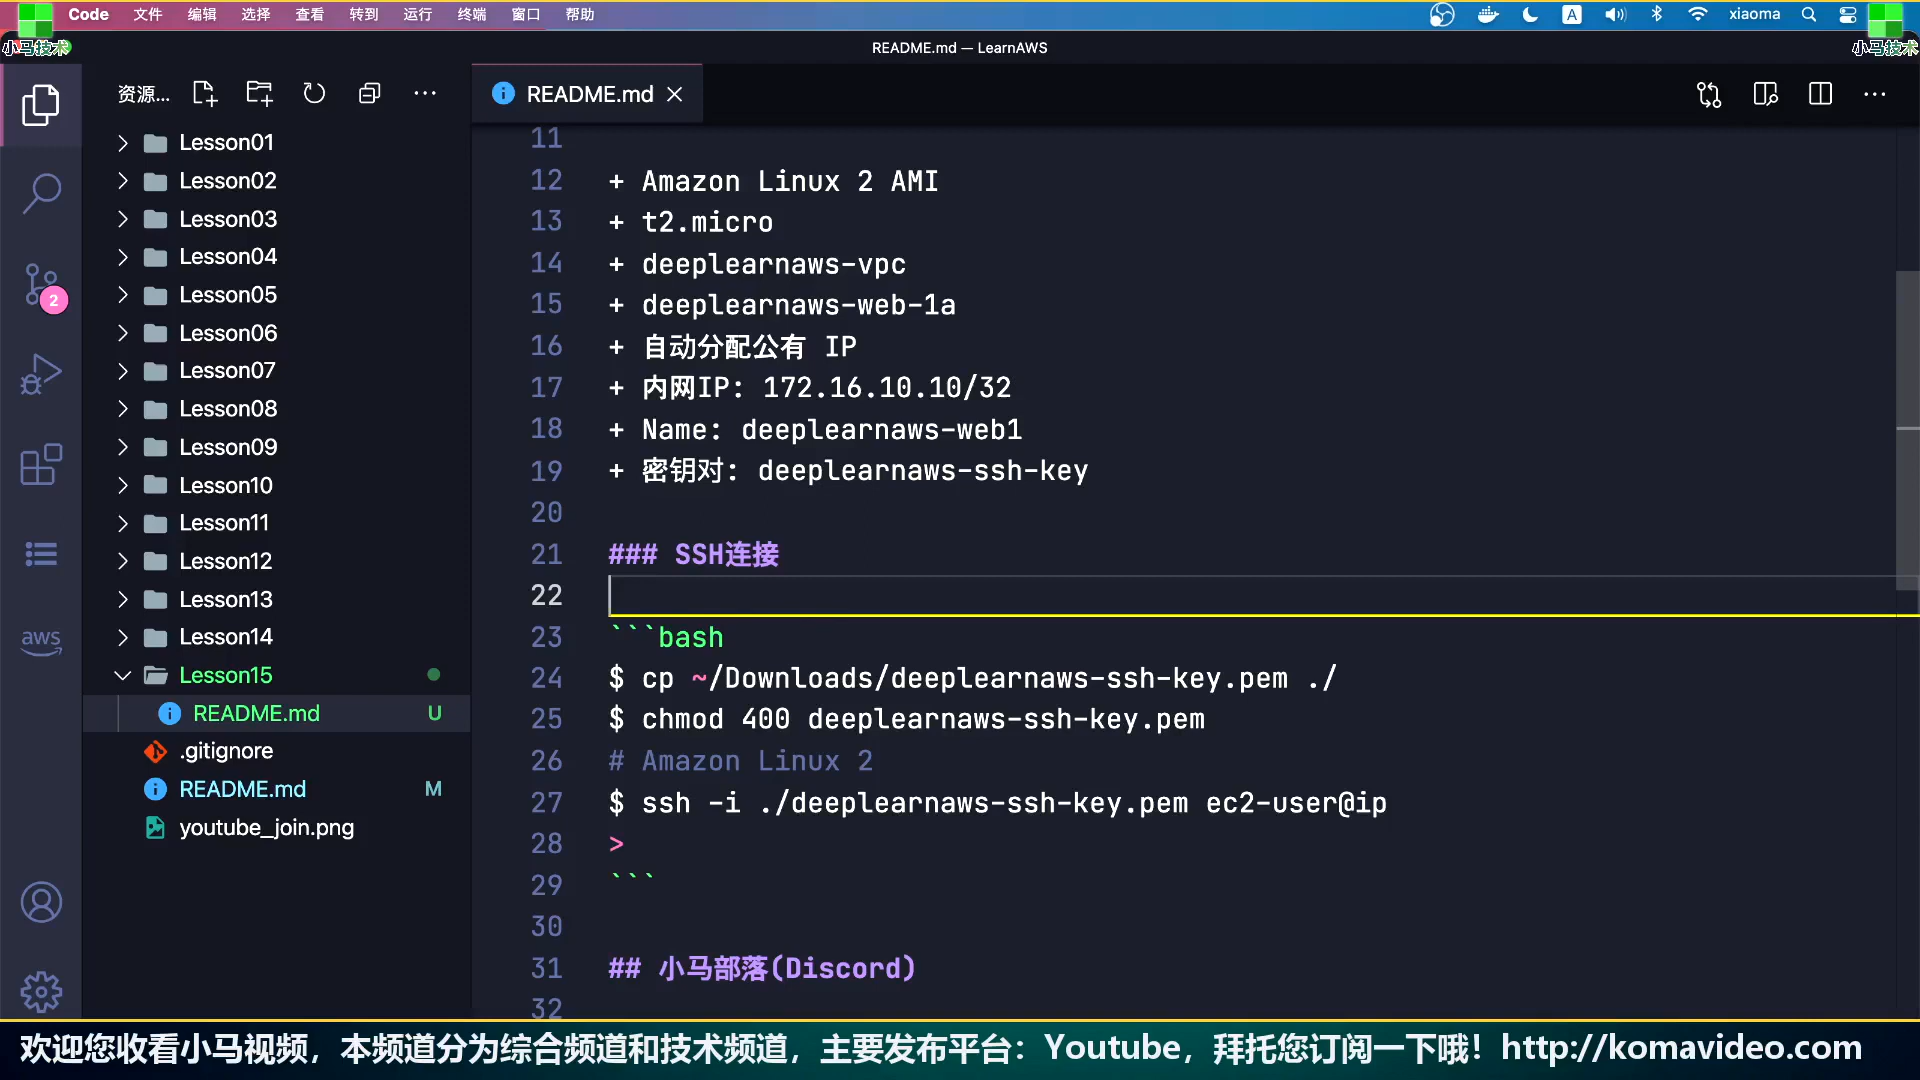 Code 文件 编辑 选择 查看 转到 运行 终端 窗口 帮助
A xiaoma
小马技术
小马技术
README.md — LearnAWS
资源...
README.md
Lesson01
Lesson02
Lesson03
Lesson04
Lesson05
Lesson06
Lesson07
Lesson08
Lesson09
Lesson10
Lesson11
Lesson12
Lesson13
Lesson14
Lesson15
README.md U
.gitignore
README.md M
youtube_join.png
2
aws
11
12 + Amazon Linux 2 AMI
13 + t2.micro
14 + deeplearnaws-vpc
15 + deeplearnaws-web-1a
16 + 自动分配公有 IP
17 + 内网IP: 172.16.10.10/32
18 + Name: deeplearnaws-web1
19 + 密钥对: deeplearnaws-ssh-key
20
21 ### SSH连接
22
23 ```bash
24 $ cp ~/Downloads/deeplearnaws-ssh-key.pem ./
25 $ chmod 400 deeplearnaws-ssh-key.pem
26 # Amazon Linux 2
27 $ ssh -i ./deeplearnaws-ssh-key.pem ec2-user@ip
28 >
29 ```
30
31 ## 小马部落(Discord)
32
欢迎您收看小马视频，本频道分为综合频道和技术频道，主要发布平台：Youtube，拜托您订阅一下哦！http://komavideo.com